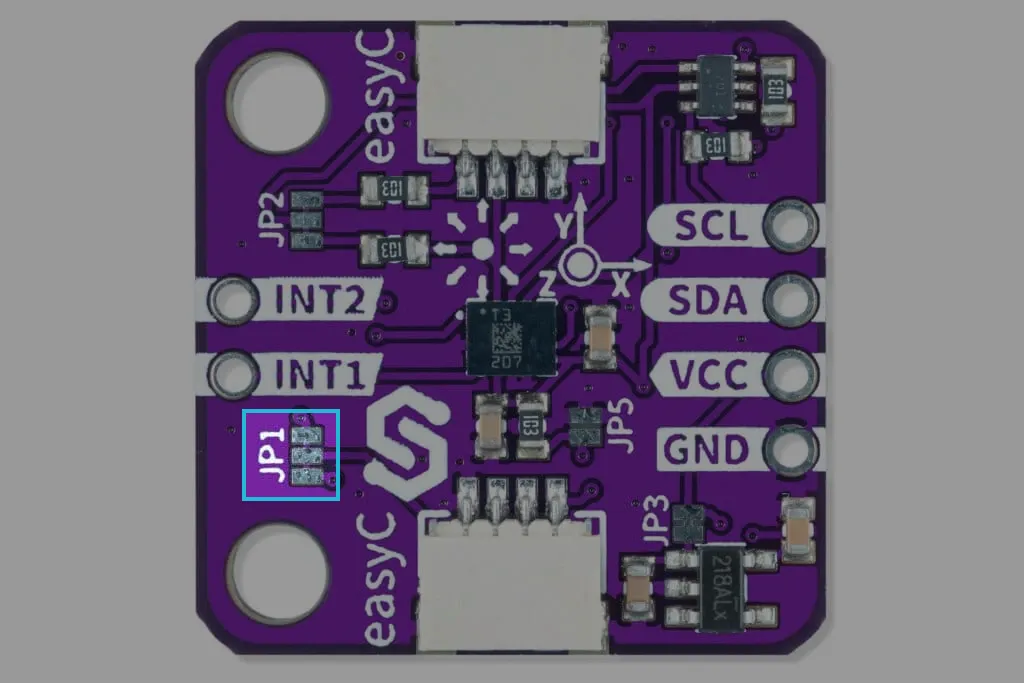 easyC
103
103
JP2
103
103
Y
Z
X
SCL
SDA
VCC
GND
INT2
INT1
T3
207
JP1
103
JP5
JP3
easyC
218ALx